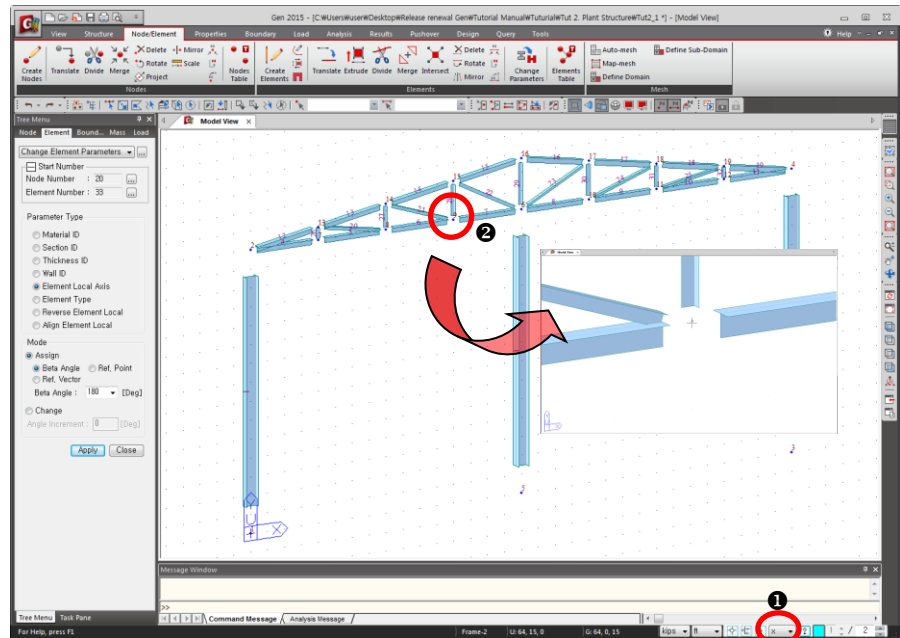 Gen 2015 - [C:₩Users₩user₩Desktop₩Release renewal Gen₩Tutorial Manual₩Tuturial₩Tut 2. Plant Structure₩Tut2_1 *] - [Model View]
View Structure Node/Element Properties Boundary Load Analysis Results Pushover Design Query Tools Help
Create Nodes Translate Divide Merge Delete Mirror Rotate Scale Project Nodes Table
Create Elements Translate Extrude Divide Merge Intersect Delete Rotate Mirror Change Parameters Elements Table
Auto-mesh Define Sub-Domain
Map-mesh
Define Domain
Nodes Elements Mesh
Tree Menu
Node Element Bound... Mass Load
Model View
Change Element Parameters
Start Number
Node Number : 20
Element Number : 33
Parameter Type
Material ID
Section ID
Thickness ID
Wall ID
Element Local Axis
Element Type
Reverse Element Local
Align Element Local
Mode
Assign
Beta Angle Ref. Point
Ref. Vector
Beta Angle : 180 [Deg]
Change
Angle Increment : 0 [Deg]
Apply Close
❷
Model View
X
Y
Message Window
>>
❶
Tree Menu Task Pane
Command Message Analysis Message
For Help, press F1
Frame-2 U: 64, 15, 0 G: 64, 0, 15 kips ft x 1 / 2